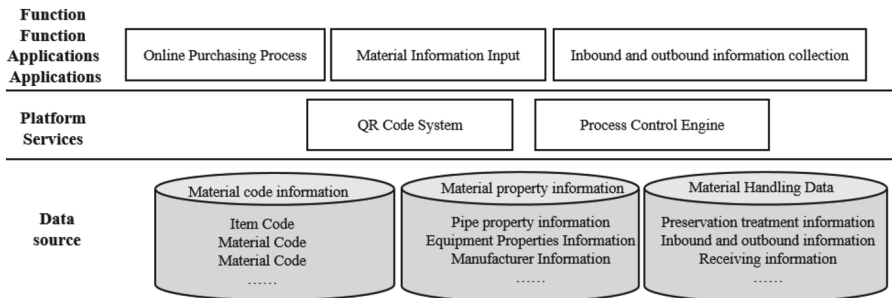 Function
Function
Applications
Applications
Online Purchasing Process
Material Information Input
Inbound and outbound information collection
Platform
Services
QR Code System
Process Control Engine
Data
source
Material code information
Item Code
Material Code
Material Code
……
Material property information
Pipe property information
Equipment Properties Information
Manufacturer Information
……
Material Handling Data
Preservation treatment information
Inbound and outbound information
Receiving information
……